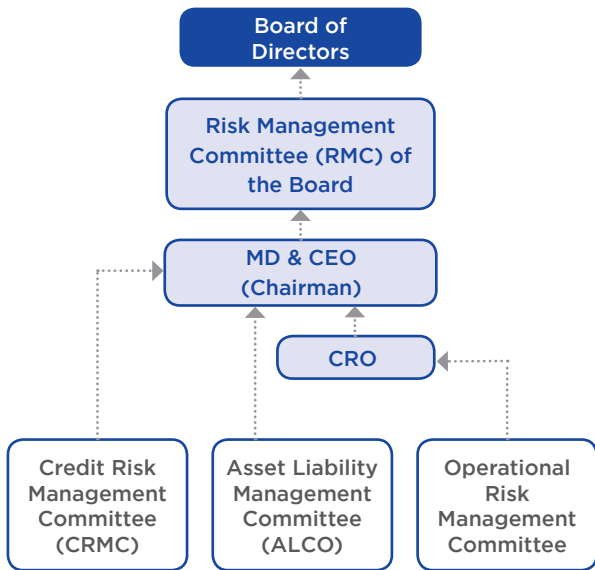 Board of
Directors
Risk Management
Committee (RMC) of
the Board
MD & CEO
(Chairman)
CRO
Credit Risk
Management
Committee
(CRMC)
Asset Liability
Management
Committee
(ALCO)
Operational
Risk
Management
Committee